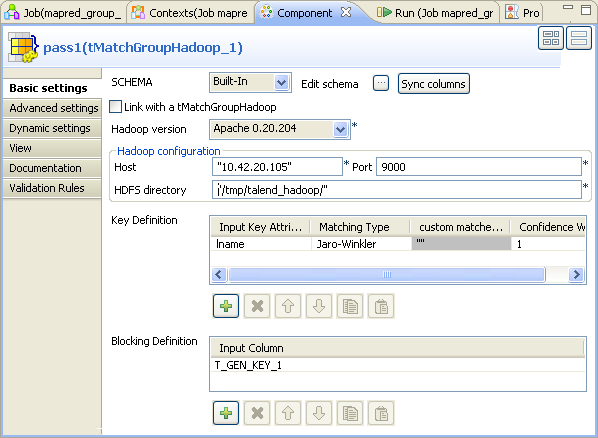 Job(mapred_group_ Contexts(Job mapre Component Run (Job mapred_gr Pro
pass1(tMatchGroupHadoop_1)
Basic settings
Advanced settings
Dynamic settings
View
Documentation
Validation Rules
SCHEMA Built-In Edit schema ... Sync columns
Link with a tMatchGroupHadoop
Hadoop version Apache 0.20.204 *
Hadoop configuration
Host "10.42.20.105" * Port 9000 *
HDFS directory "/tmp/talend_hadoop/" *
Key Definition
Input Key Attri... Matching Type custom matche... Confidence W
lname Jaro-Winkler "" 1
Blocking Definition
Input Column
T_GEN_KEY_1